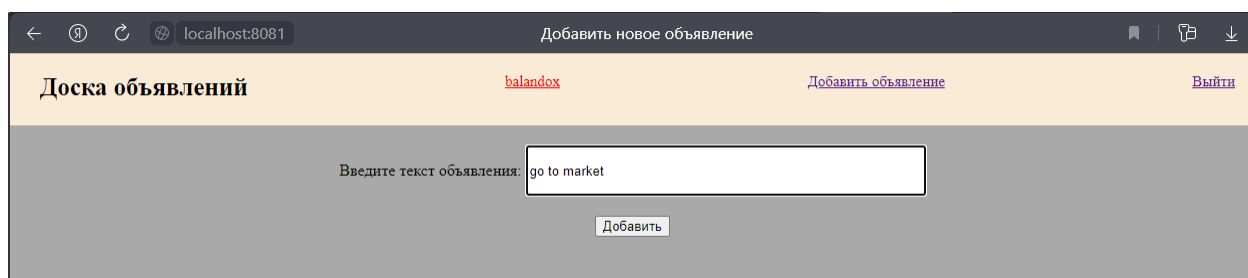 localhost:8081 Добавить новое объявление
Доска объявлений balandox Добавить объявление Выйти
Введите текст объявления: go to market
Добавить